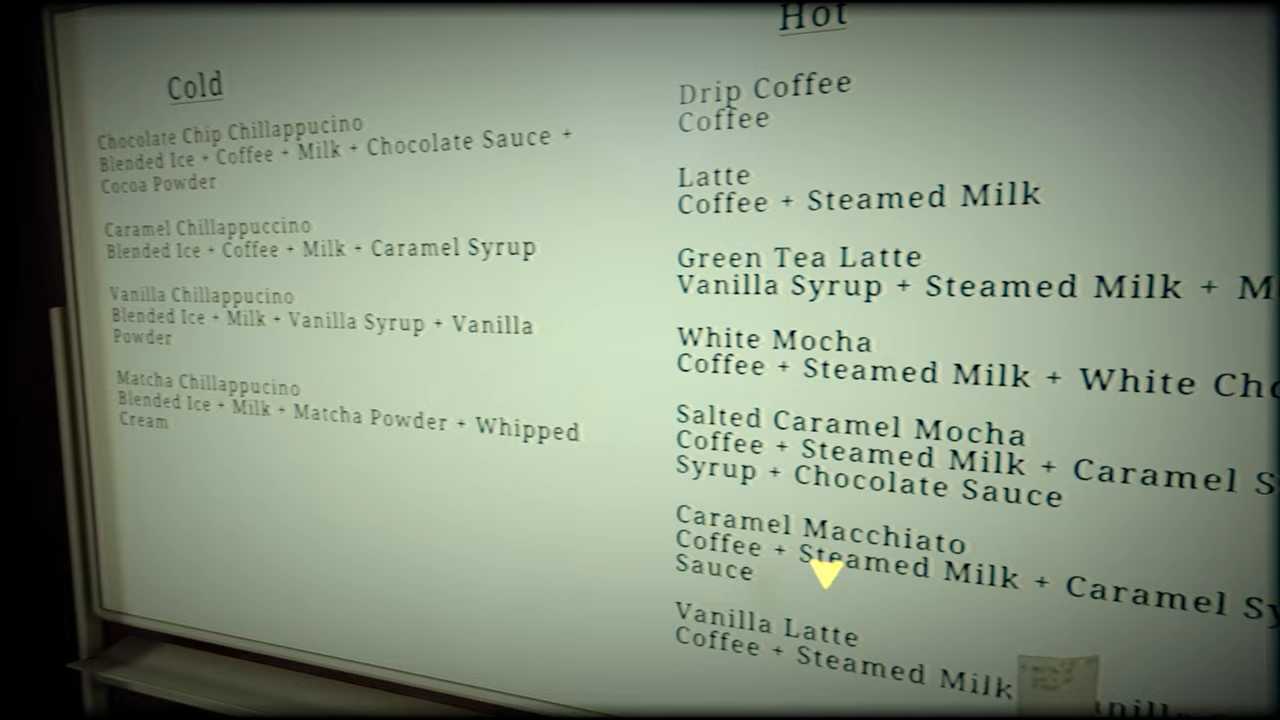 Cold
Chocolate Chip Chillappucino
Blended Ice + Coffee + Milk + Chocolate Sauce +
Cocoa Powder
Caramel Chillappuccino
Blended Ice + Coffee + Milk + Caramel Syrup
Vanilla Chillappucino
Blended Ice + Milk + Vanilla Syrup + Vanilla
Powder
Matcha Chillappucino
Blended Ice + Milk + Matcha Powder + Whipped
Cream
Hot
Drip Coffee
Coffee
Latte
Coffee + Steamed Milk
Green Tea Latte
Vanilla Syrup + Steamed Milk + M
White Mocha
Coffee + Steamed Milk + White Cho
Salted Caramel Mocha
Coffee + Steamed Milk + Caramel S
Syrup + Chocolate Sauce
Caramel Macchiato
Coffee + Steamed Milk + Caramel Sy
Sauce
Vanilla Latte
Coffee + Steamed Milk